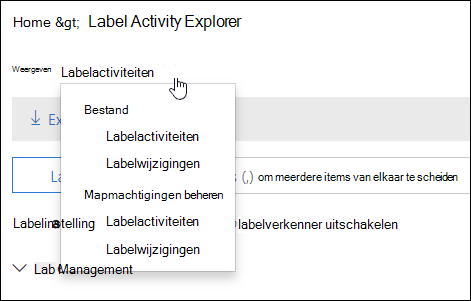 Home &gt; Label Activity Explorer
Weergeven Labelactiviteiten
Bestand
Ex
Labelactiviteiten
La Labelwijzigingen (,) om meerdere items van elkaar te scheiden
Mapmachtigingen beheren
Labelinstelling Labelactiviteiten labelverkenner uitschakelen
Labelwijzigingen
Lab Management